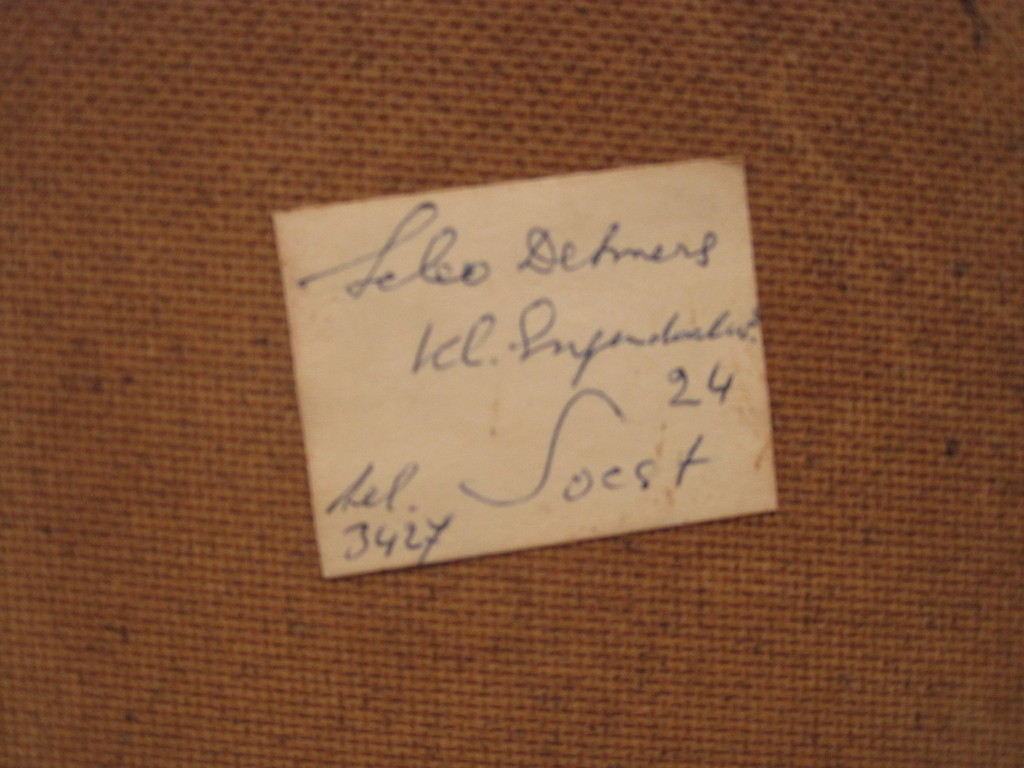 Detmers
Kl.
24
Soest
tel.
3427